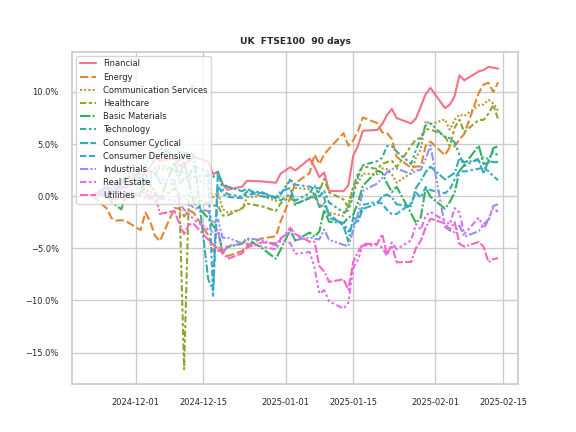 UK  FTSE100  90 days
Financial
Energy
Communication Services
Healthcare
Basic Materials
Technology
Consumer Cyclical
Consumer Defensive
Industrials
Real Estate
Utilities
10.0%
5.0%
0.0%
−5.0%
−10.0%
−15.0%
2024-12-01
2024-12-15
2025-01-01
2025-01-15
2025-02-01
2025-02-15